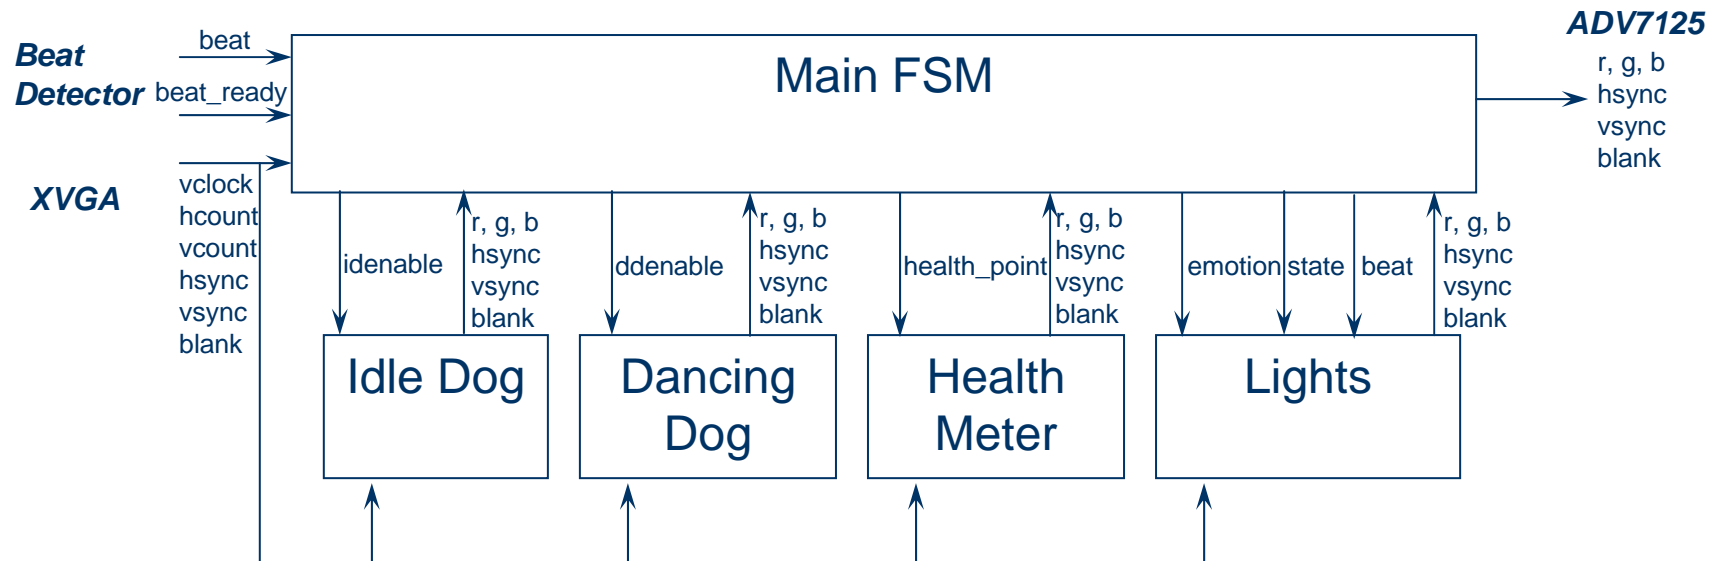 ADV7125
r, g, b
hsync
vsync
blank
Beat
Detector
beat
beat_ready
Main FSM
XVGA
vclock
hcount
vcount
hsync
vsync
blank
idenable
r, g, b
hsync
vsync
blank
ddenable
r, g, b
hsync
vsync
blank
health_point
r, g, b
hsync
vsync
blank
emotion
state
beat
r, g, b
hsync
vsync
blank
Idle Dog
Dancing
Dog
Health
Meter
Lights